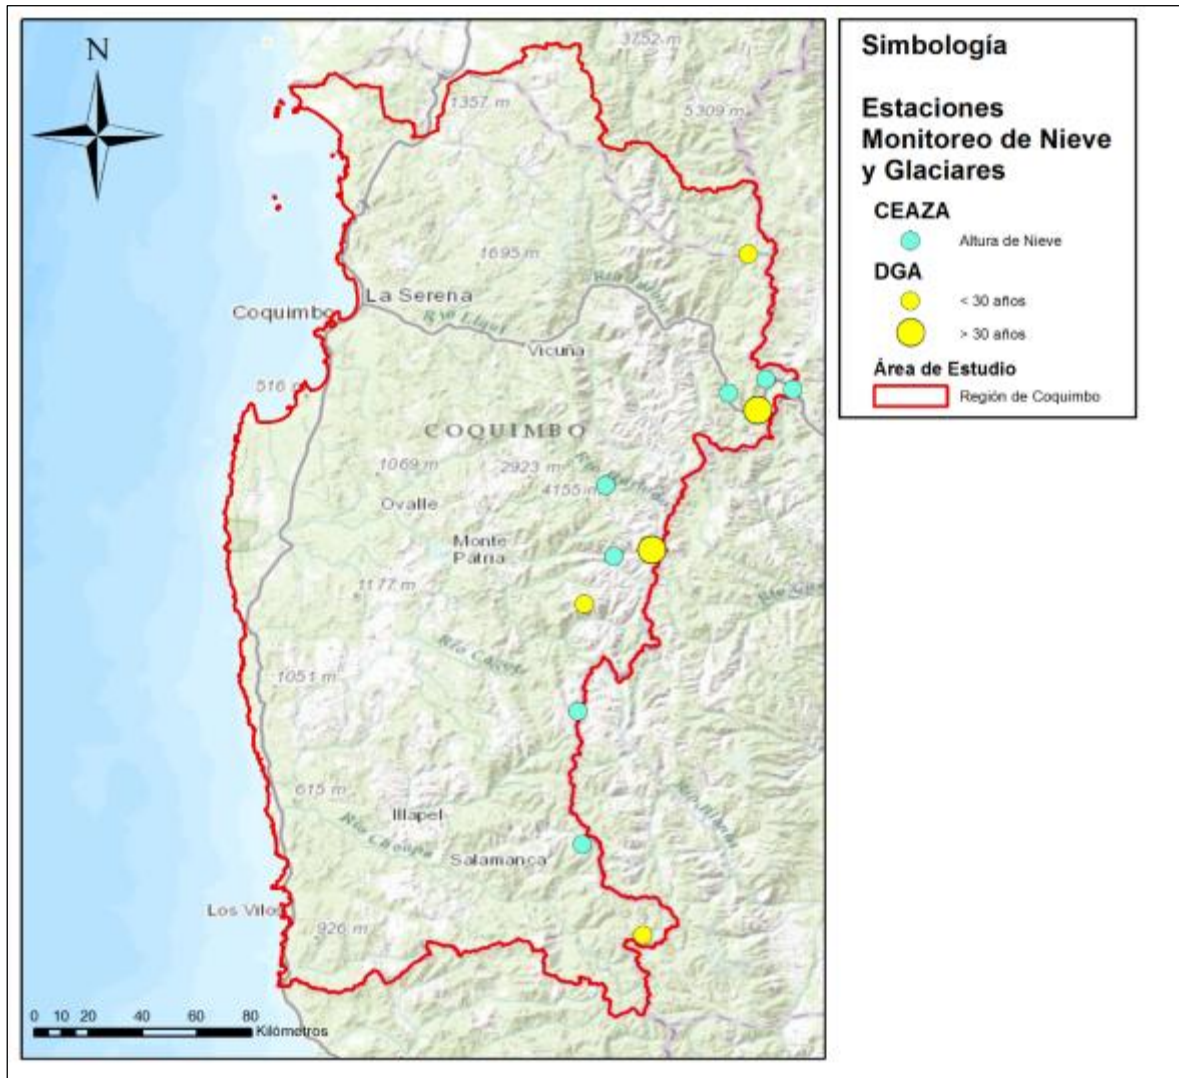 N
3752 m
1357 m
5309 m
1695 m
La Serena
Coquimbo
Río Elqui
Vicuña
516 m
COQUIMBO
1069 m
2923 m
4155 m
Ovalle
Monte
Patria
1177 m
1051 m
615 m
Illapel
Río Choapa
Salamanca
Los Vilos
926 m
0 10 20 40 60 80
Kilómetros
Simbología
Estaciones
Monitoreo de Nieve
y Glaciares
CEAZA
Altura de Nieve
DGA
< 30 años
> 30 años
Área de Estudio
Región de Coquimbo